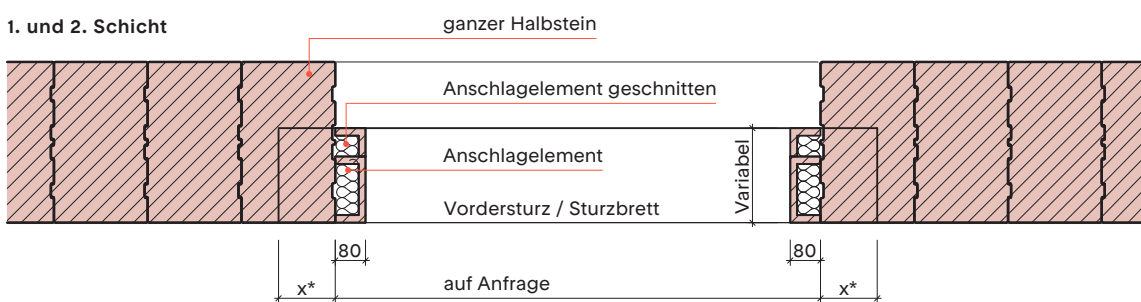 1. und 2. Schicht
ganzer Halbstein
Anschlagelement geschnitten
Anschlagelement
Variabel
Vordersturz / Sturzbrett
80
80
x*
auf Anfrage
x*